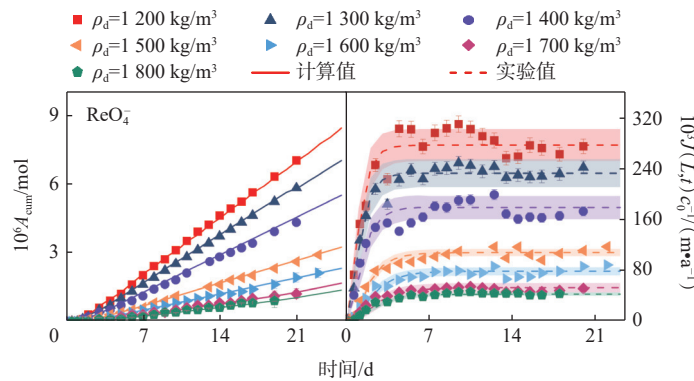 ρd=1 200 kg/m³ ρd=1 300 kg/m³ ρd=1 400 kg/m³
ρd=1 500 kg/m³ ρd=1 600 kg/m³ ρd=1 700 kg/m³
ρd=1 800 kg/m³ 计算值 实验值
ReO₄⁻
10⁶Acum/mol
9
6
3
0
7
14
21
0
7
14
21
320
240
160
80
0
10³J(L,t) c₀⁻¹/(m•a⁻¹)
时间/d